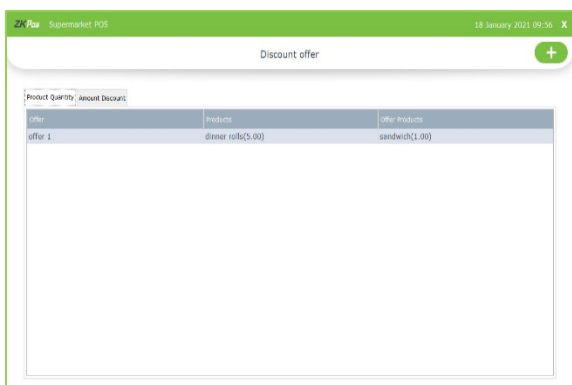 ZKPos Supermarket POS 18 January 2021 09:56 X
Discount offer
+
Product Quantity Amount Discount
Offer Products Offer Products
offer 1 dinner rolls(5.00) sandwich(1.00)